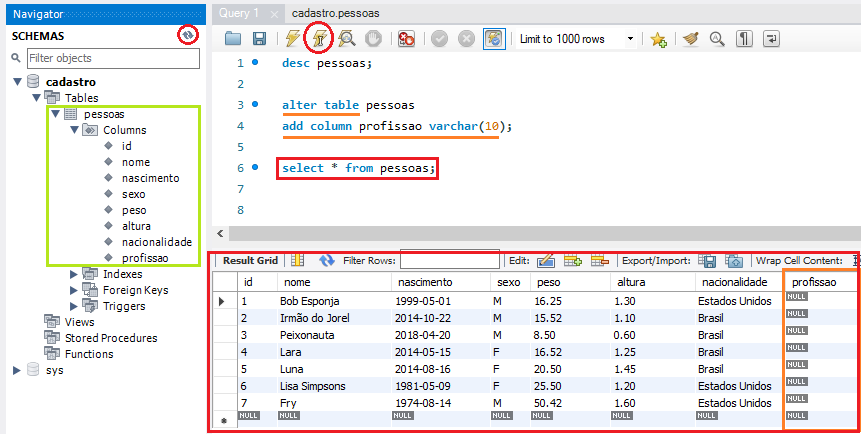 Navigator
SCHEMAS
Filter objects
cadastro
Tables
pessoas
Columns
id
nome
nascimento
sexo
peso
altura
nacionalidade
profissao
Indexes
Foreign Keys
Triggers
Views
Stored Procedures
Functions
sys
Query 1 cadastro.pessoas
Limit to 1000 rows
1 desc pessoas;
2
3 alter table pessoas
4 add column profissao varchar(10);
5
6 select * from pessoas;
7
8
Result Grid Filter Rows: Edit: Export/Import: Wrap Cell Content:
id nome nascimento sexo peso altura nacionalidade profissao
1 Bob Esponja 1999-05-01 M 16.25 1.30 Estados Unidos NULL
2 Irmão do Jorel 2014-10-22 M 15.52 1.10 Brasil NULL
3 Peixonauta 2018-04-20 M 8.50 0.60 Brasil NULL
4 Lara 2014-05-15 F 16.52 1.25 Brasil NULL
5 Luna 2014-08-16 F 20.50 1.45 Brasil NULL
6 Lisa Simpsons 1981-05-09 F 25.50 1.20 Estados Unidos NULL
7 Fry 1974-08-14 M 50.42 1.60 Estados Unidos NULL
NULL NULL NULL NULL NULL NULL NULL NULL